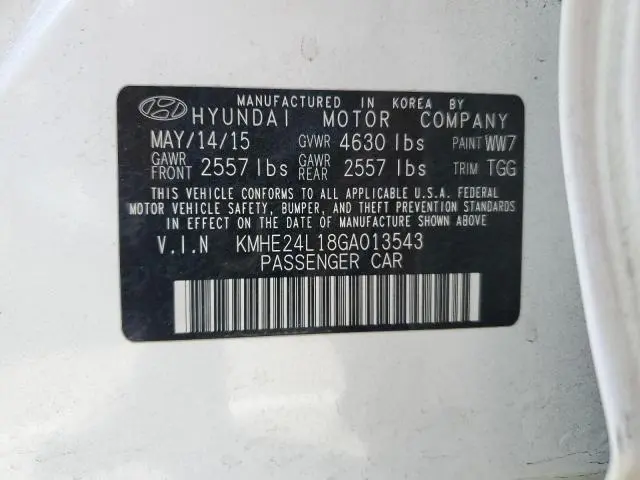 MANUFACTURED IN KOREA BY
HYUNDAI MOTOR COMPANY
MAY/14/15 GVWR 4630 lbs PAINT WW7
GAWR FRONT 2557 lbs GAWR REAR 2557 lbs TRIM TGG
THIS VEHICLE CONFORMS TO ALL APPLICABLE U.S.A. FEDERAL
MOTOR VEHICLE SAFETY, BUMPER, AND THEFT PREVENTION STANDARDS
IN EFFECT ON THE DATE OF MANUFACTURE SHOWN ABOVE.
V.I.N KMHE24L18GA013543
PASSENGER CAR